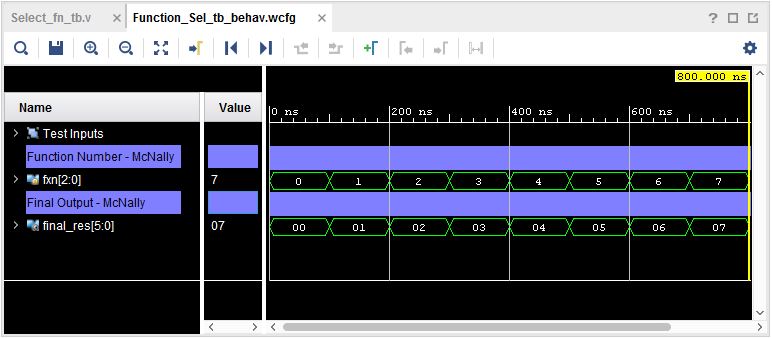 Select_fn_tb.v × Function_Sel_tb_behav.wcfg × ?
800.000 ns
Name Value 0 ns 200 ns 400 ns 600 ns
Test Inputs
Function Number - McNally
fxn[2:0] 7 0 1 2 3 4 5 6 7
Final Output - McNally
final_res[5:0] 07 00 01 02 03 04 05 06 07